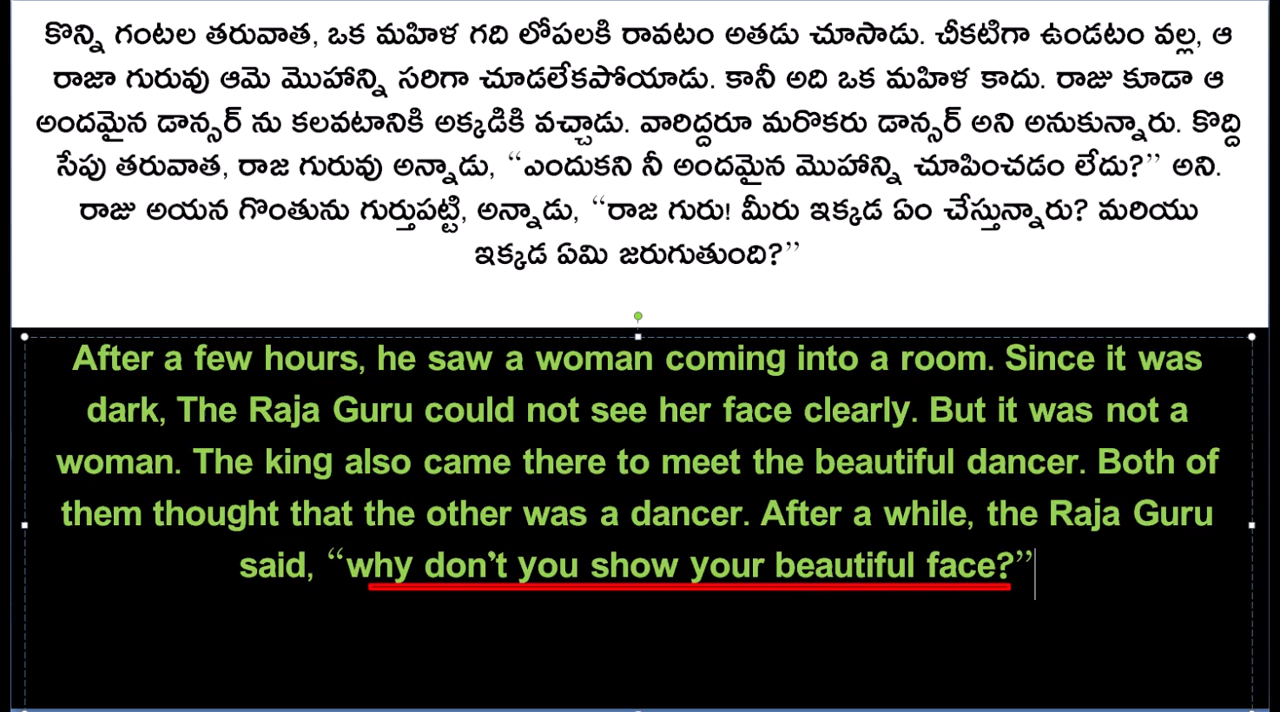 కొన్ని గంటల తరువాత, ఒక మహిళ గది లోపలకి రావటం అతడు చూసాడు. చీకటిగా ఉండటం వల్ల, ఆ
రాజా గురువు ఆమె మొహాన్ని సరిగా చూడలేకపోయాడు. కానీ అది ఒక మహిళ కాదు. రాజు కూడా ఆ
అందమైన డాన్సర్ ను కలవటానికి అక్కడికి వచ్చాడు. వారిద్దరూ మరొకరు డాన్సర్ అని అనుకున్నారు. కొద్ది
సేపు తరువాత, రాజ గురువు అన్నాడు, “ఎందుకని నీ అందమైన మొహాన్ని చూపించడం లేదు?” అని.
రాజు అయన గొంతును గుర్తుపట్టి, అన్నాడు, “రాజ గురు! మీరు ఇక్కడ ఏం చేస్తున్నారు? మరియు
ఇక్కడ ఏమి జరుగుతుంది?”
After a few hours, he saw a woman coming into a room. Since it was
dark, The Raja Guru could not see her face clearly. But it was not a
woman. The king also came there to meet the beautiful dancer. Both of
them thought that the other was a dancer. After a while, the Raja Guru
said, “why don’t you show your beautiful face?”